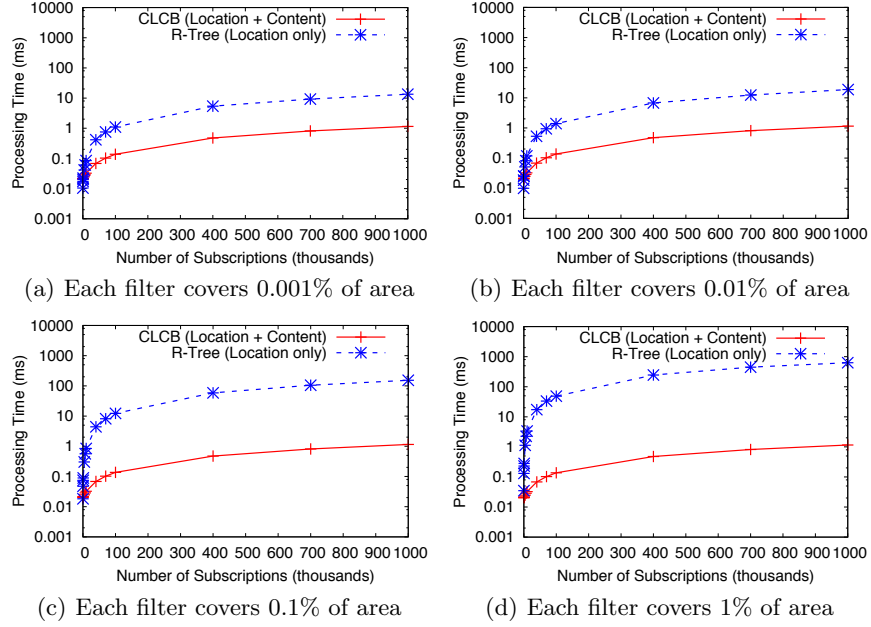 CLCB (Location + Content)
R-Tree (Location only)
10000
1000
100
10
1
0.1
0.01
0.001
Processing Time (ms)
0 100 200 300 400 500 600 700 800 900 1000
Number of Subscriptions (thousands)
(a) Each filter covers 0.001% of area
CLCB (Location + Content)
R-Tree (Location only)
10000
1000
100
10
1
0.1
0.01
0.001
Processing Time (ms)
0 100 200 300 400 500 600 700 800 900 1000
Number of Subscriptions (thousands)
(b) Each filter covers 0.01% of area
CLCB (Location + Content)
R-Tree (Location only)
10000
1000
100
10
1
0.1
0.01
0.001
Processing Time (ms)
0 100 200 300 400 500 600 700 800 900 1000
Number of Subscriptions (thousands)
(c) Each filter covers 0.1% of area
CLCB (Location + Content)
R-Tree (Location only)
10000
1000
100
10
1
0.1
0.01
0.001
Processing Time (ms)
0 100 200 300 400 500 600 700 800 900 1000
Number of Subscriptions (thousands)
(d) Each filter covers 1% of area